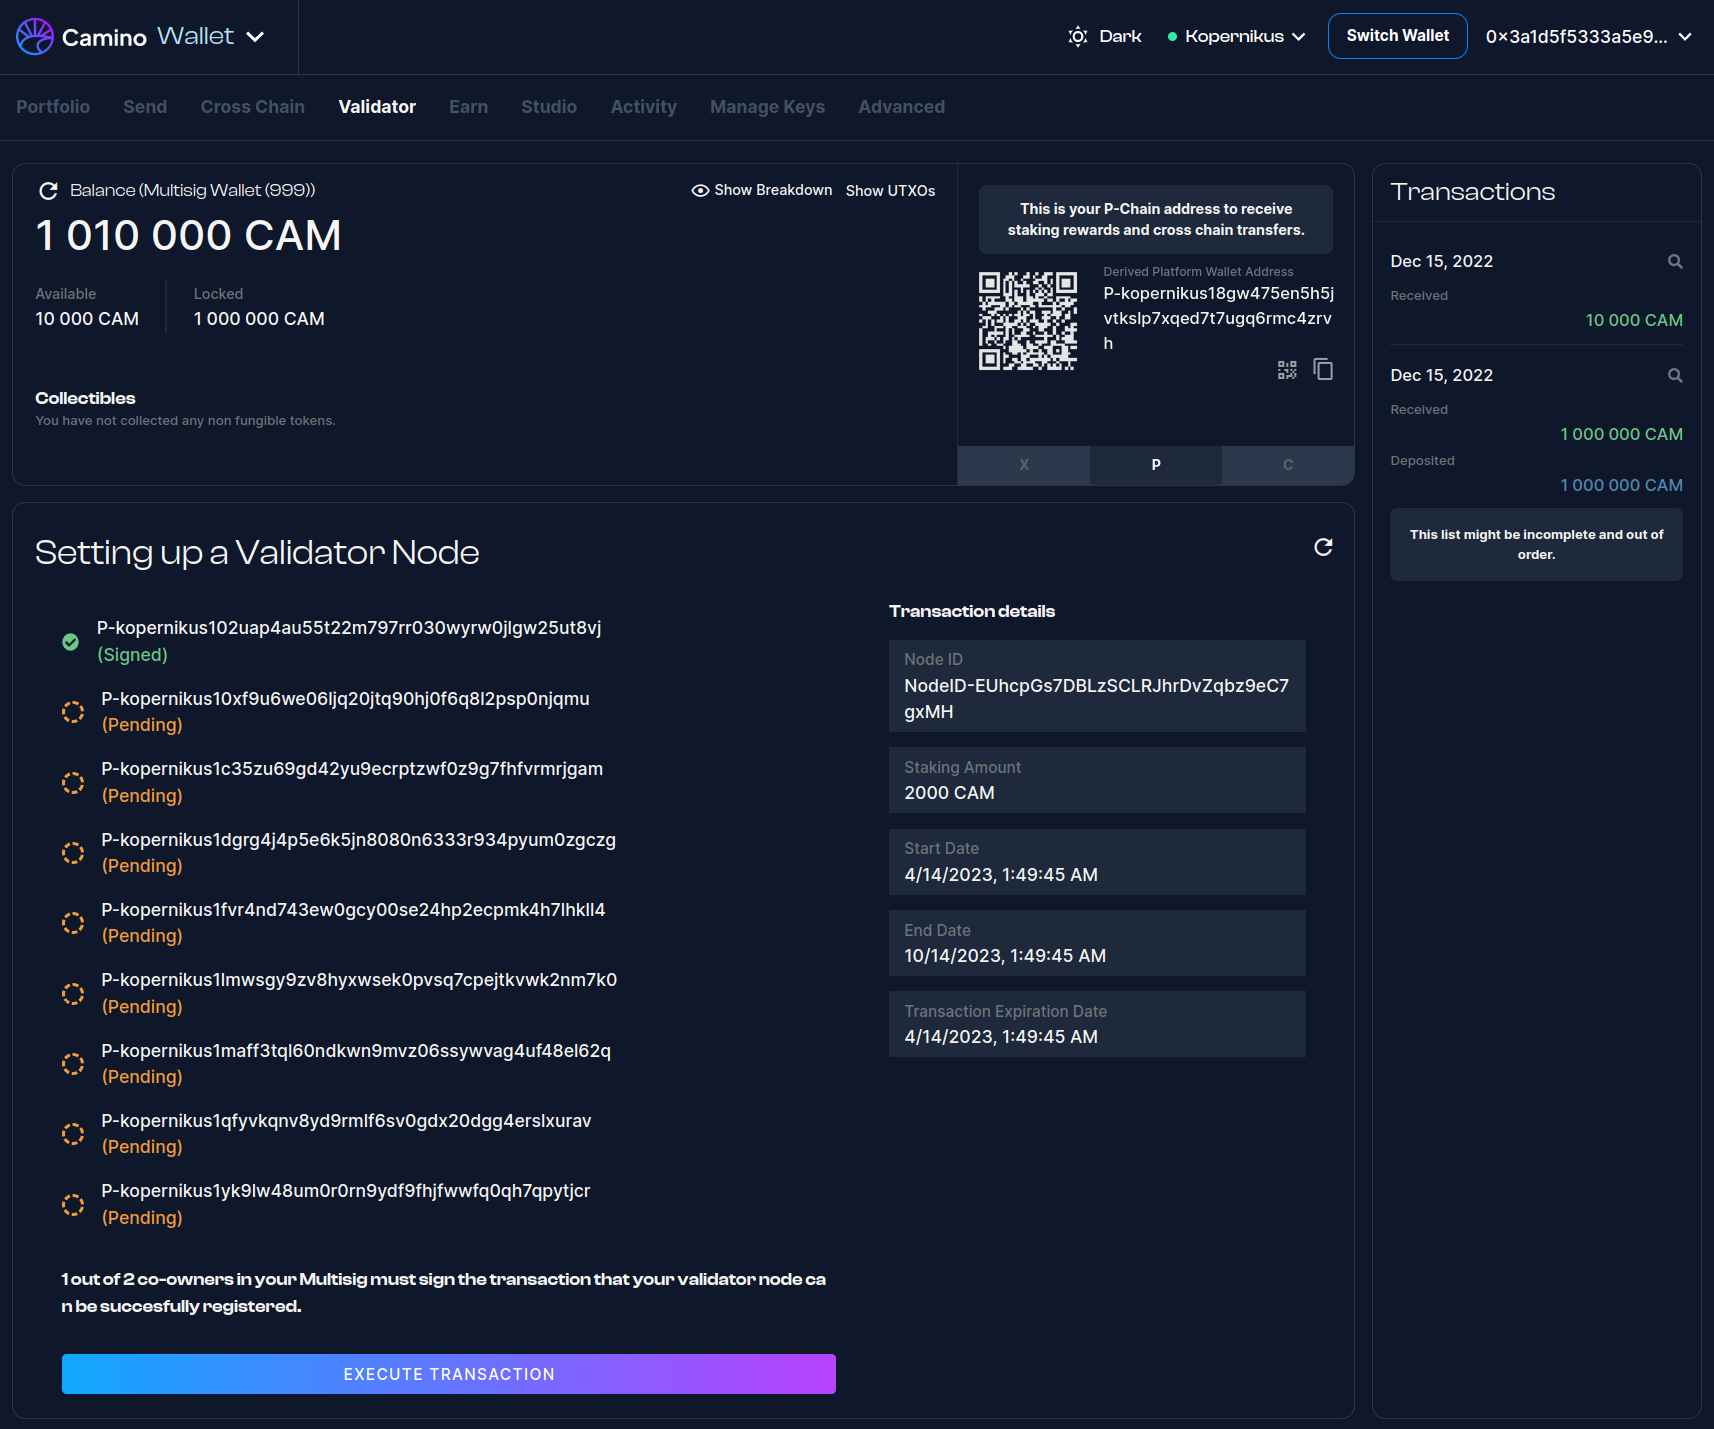 Camino Wallet
Dark
Kopernikus
Switch Wallet
0×3a1d5f5333a5e9...
Portfolio
Send
Cross Chain
Validator
Earn
Studio
Activity
Manage Keys
Advanced
Balance (Multisig Wallet (999))
Show Breakdown
Show UTXOs
1 010 000 CAM
Available
10 000 CAM
Locked
1 000 000 CAM
Collectibles
You have not collected any non fungible tokens.
This is your P-Chain address to receive
staking rewards and cross chain transfers.
Derived Platform Wallet Address
P-kopernikus18gw475en5h5j
vtkslp7xqed7t7ugq6rmc4zrv
h
X
P
C
Transactions
Dec 15, 2022
Received
10 000 CAM
Dec 15, 2022
Received
1 000 000 CAM
Deposited
1 000 000 CAM
This list might be incomplete and out of
order.
Setting up a Validator Node
P-kopernikus102uap4au55t22m797rr030wyrw0jlgw25ut8vj
(Signed)
P-kopernikus10xf9u6we06ljq20jtq90hj0f6q8l2psp0njqmu
(Pending)
P-kopernikus1c35zu69gd42yu9ecrptzwf0z9g7fhfvrmrjgam
(Pending)
P-kopernikus1dgrg4j4p5e6k5jn8080n6333r934pyum0zgczg
(Pending)
P-kopernikus1fvr4nd743ew0gcy00se24hp2ecpmk4h7lhkll4
(Pending)
P-kopernikus1lmwsgy9zv8hyxwsek0pvsq7cpejtkvwk2nm7k0
(Pending)
P-kopernikus1maff3tql60ndkwn9mvz06ssywvag4uf48el62q
(Pending)
P-kopernikus1qfyvkqnv8yd9rmlf6sv0gdx20dgg4erslxurav
(Pending)
P-kopernikus1yk9lw48um0r0rn9ydf9fhjfwwfq0qh7qpytjcr
(Pending)
1 out of 2 co-owners in your Multisig must sign the transaction that your validator node ca
n be succesfully registered.
EXECUTE TRANSACTION
Transaction details
Node ID
NodeID-EUhcpGs7DBLzSCLRJhrDvZqbz9eC7
gxMH
Staking Amount
2000 CAM
Start Date
4/14/2023, 1:49:45 AM
End Date
10/14/2023, 1:49:45 AM
Transaction Expiration Date
4/14/2023, 1:49:45 AM